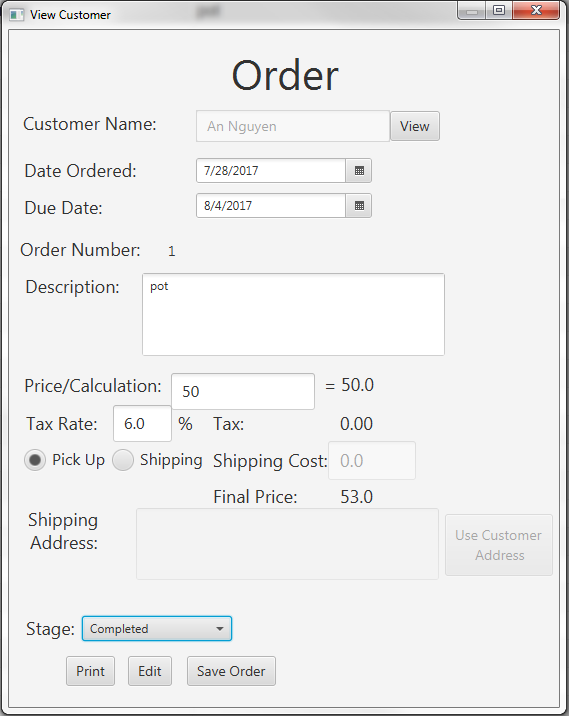 View Customer
Order
Customer Name: An Nguyen View
Date Ordered: 7/28/2017
Due Date: 8/4/2017
Order Number: 1
Description: pot
Price/Calculation: 50 = 50.0
Tax Rate: 6.0 % Tax: 0.00
Pick Up Shipping Shipping Cost: 0.0
Final Price: 53.0
Shipping
Address:
Use Customer
Address
Stage: Completed
Print Edit Save Order